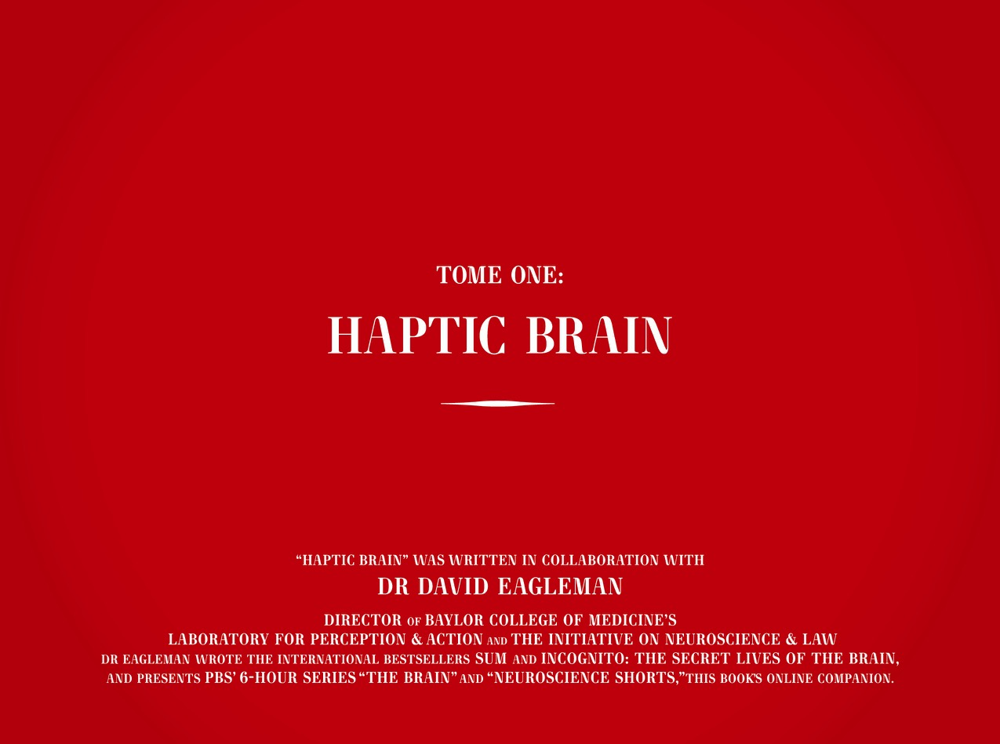 TOME ONE:
HAPTIC BRAIN
“HAPTIC BRAIN” WAS WRITTEN IN COLLABORATION WITH
DR DAVID EAGLEMAN
DIRECTOR OF BAYLOR COLLEGE OF MEDICINE’S
LABORATORY FOR PERCEPTION & ACTION AND THE INITIATIVE ON NEUROSCIENCE & LAW
DR EAGLEMAN WROTE THE INTERNATIONAL BESTSELLERS SUM AND INCOGNITO: THE SECRET LIVES OF THE BRAIN,
AND PRESENTS PBS’ 6-HOUR SERIES “THE BRAIN” AND “NEUROSCIENCE SHORTS,” THIS BOOK’S ONLINE COMPANION.